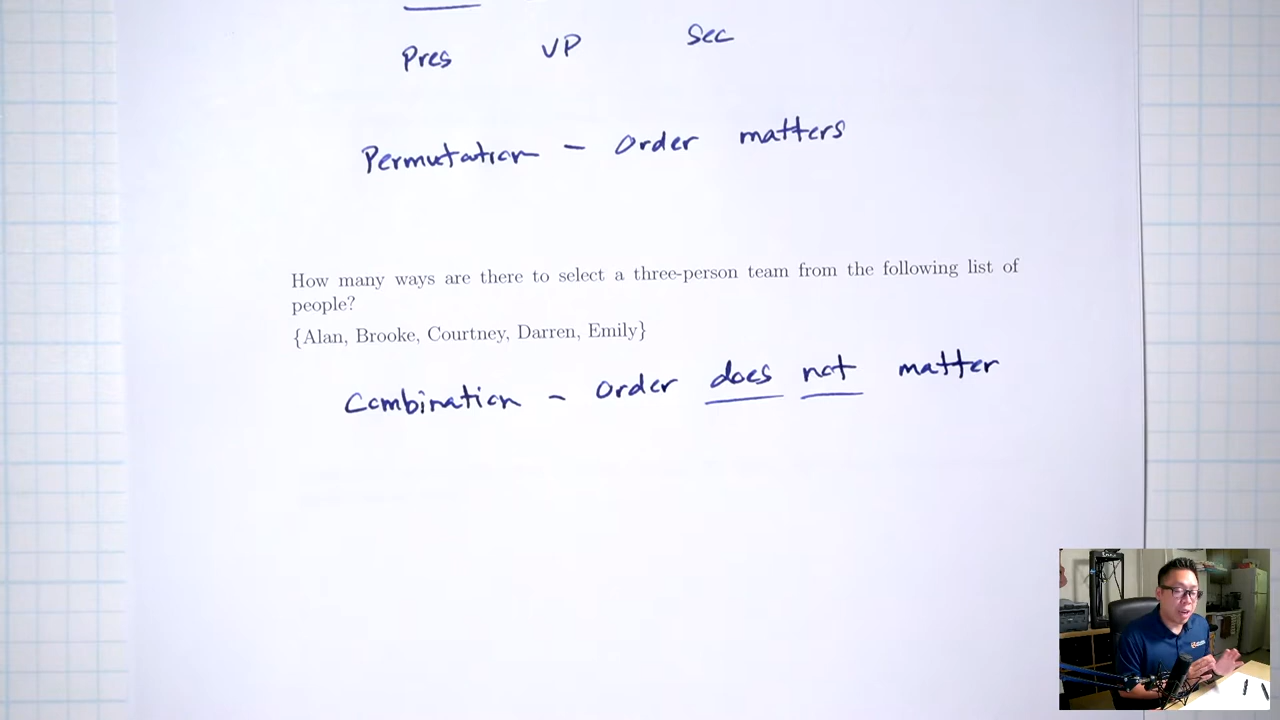 Pres VP Sec
Permutation – Order matters
How many ways are there to select a three-person team from the following list of
people?
{Alan, Brooke, Courtney, Darren, Emily}
Combination – Order does not matter